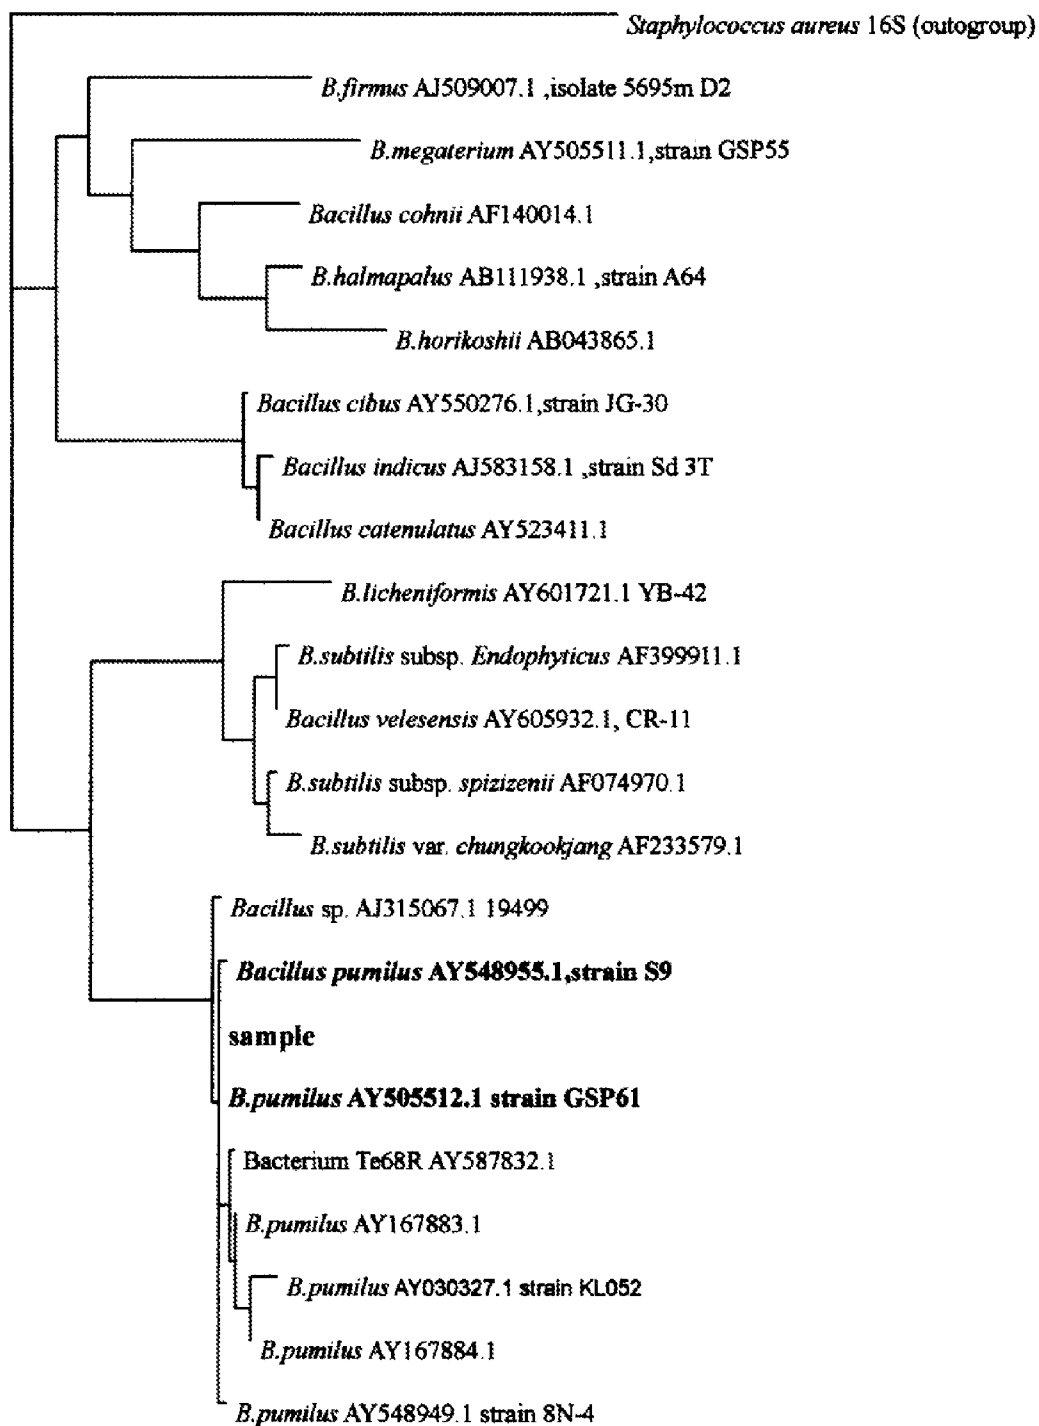 Staphylococcus aureus 16S (outogroup)
B.firmus AJ509007.1 ,isolate 5695m D2
B.megaterium AY505511.1,strain GSP55
Bacillus cohnii AF140014.1
B.halmapalus AB111938.1 ,strain A64
B.horikoshii AB043865.1
Bacillus cibus AY550276.1,strain JG-30
Bacillus indicus AJ583158.1 ,strain Sd 3T
Bacillus catenulatus AY523411.1
B.licheniformis AY601721.1 YB-42
B.subtilis subsp. Endophyticus AF399911.1
Bacillus velesensis AY605932.1, CR-11
B.subtilis subsp. spizizenii AF074970.1
B.subtilis var. chungkookjang AF233579.1
Bacillus sp. AJ315067.1 19499
Bacillus pumilus AY548955.1,strain S9
sample
B.pumilus AY505512.1 strain GSP61
Bacterium Te68R AY587832.1
B.pumilus AY167883.1
B.pumilus AY030327.1 strain KL052
B.pumilus AY167884.1
B.pumilus AY548949.1 strain 8N-4